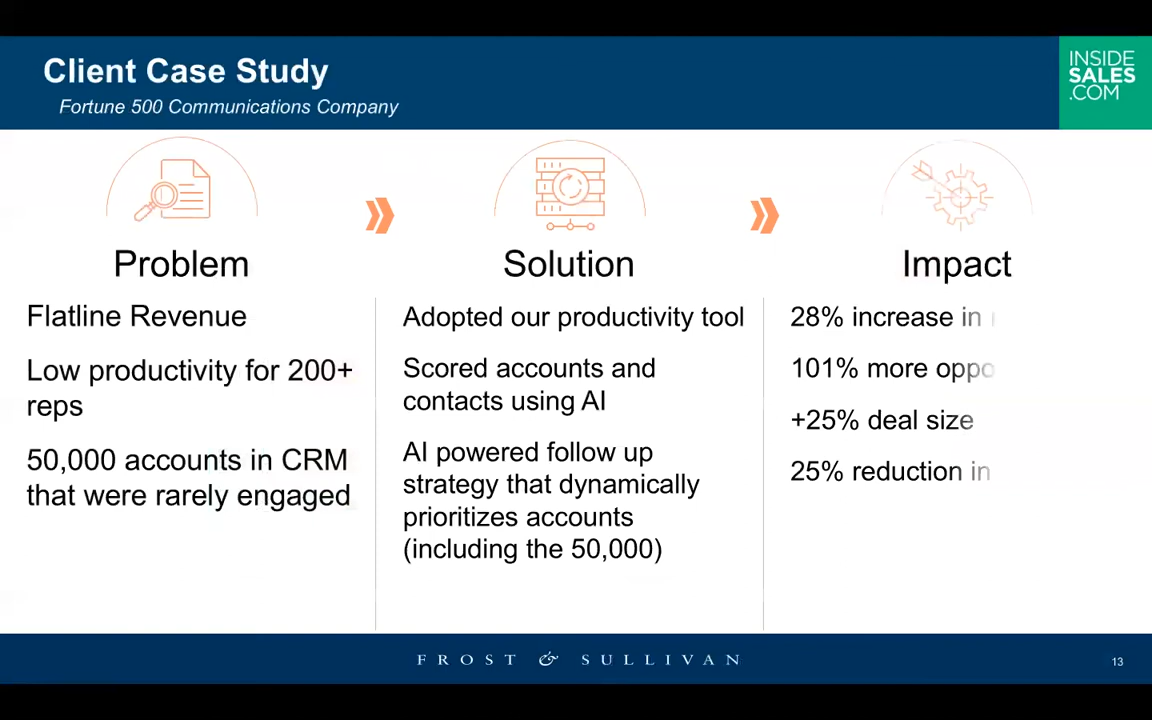 Client Case Study
Fortune 500 Communications Company
INSIDE
SALES
.COM
Problem
Flatline Revenue
Low productivity for 200+
reps
50,000 accounts in CRM
that were rarely engaged
Solution
Adopted our productivity tool
Scored accounts and
contacts using AI
AI powered follow up
strategy that dynamically
prioritizes accounts
(including the 50,000)
Impact
28% increase in
101% more
+25% deal size
25% reduction in
FROST & SULLIVAN
13